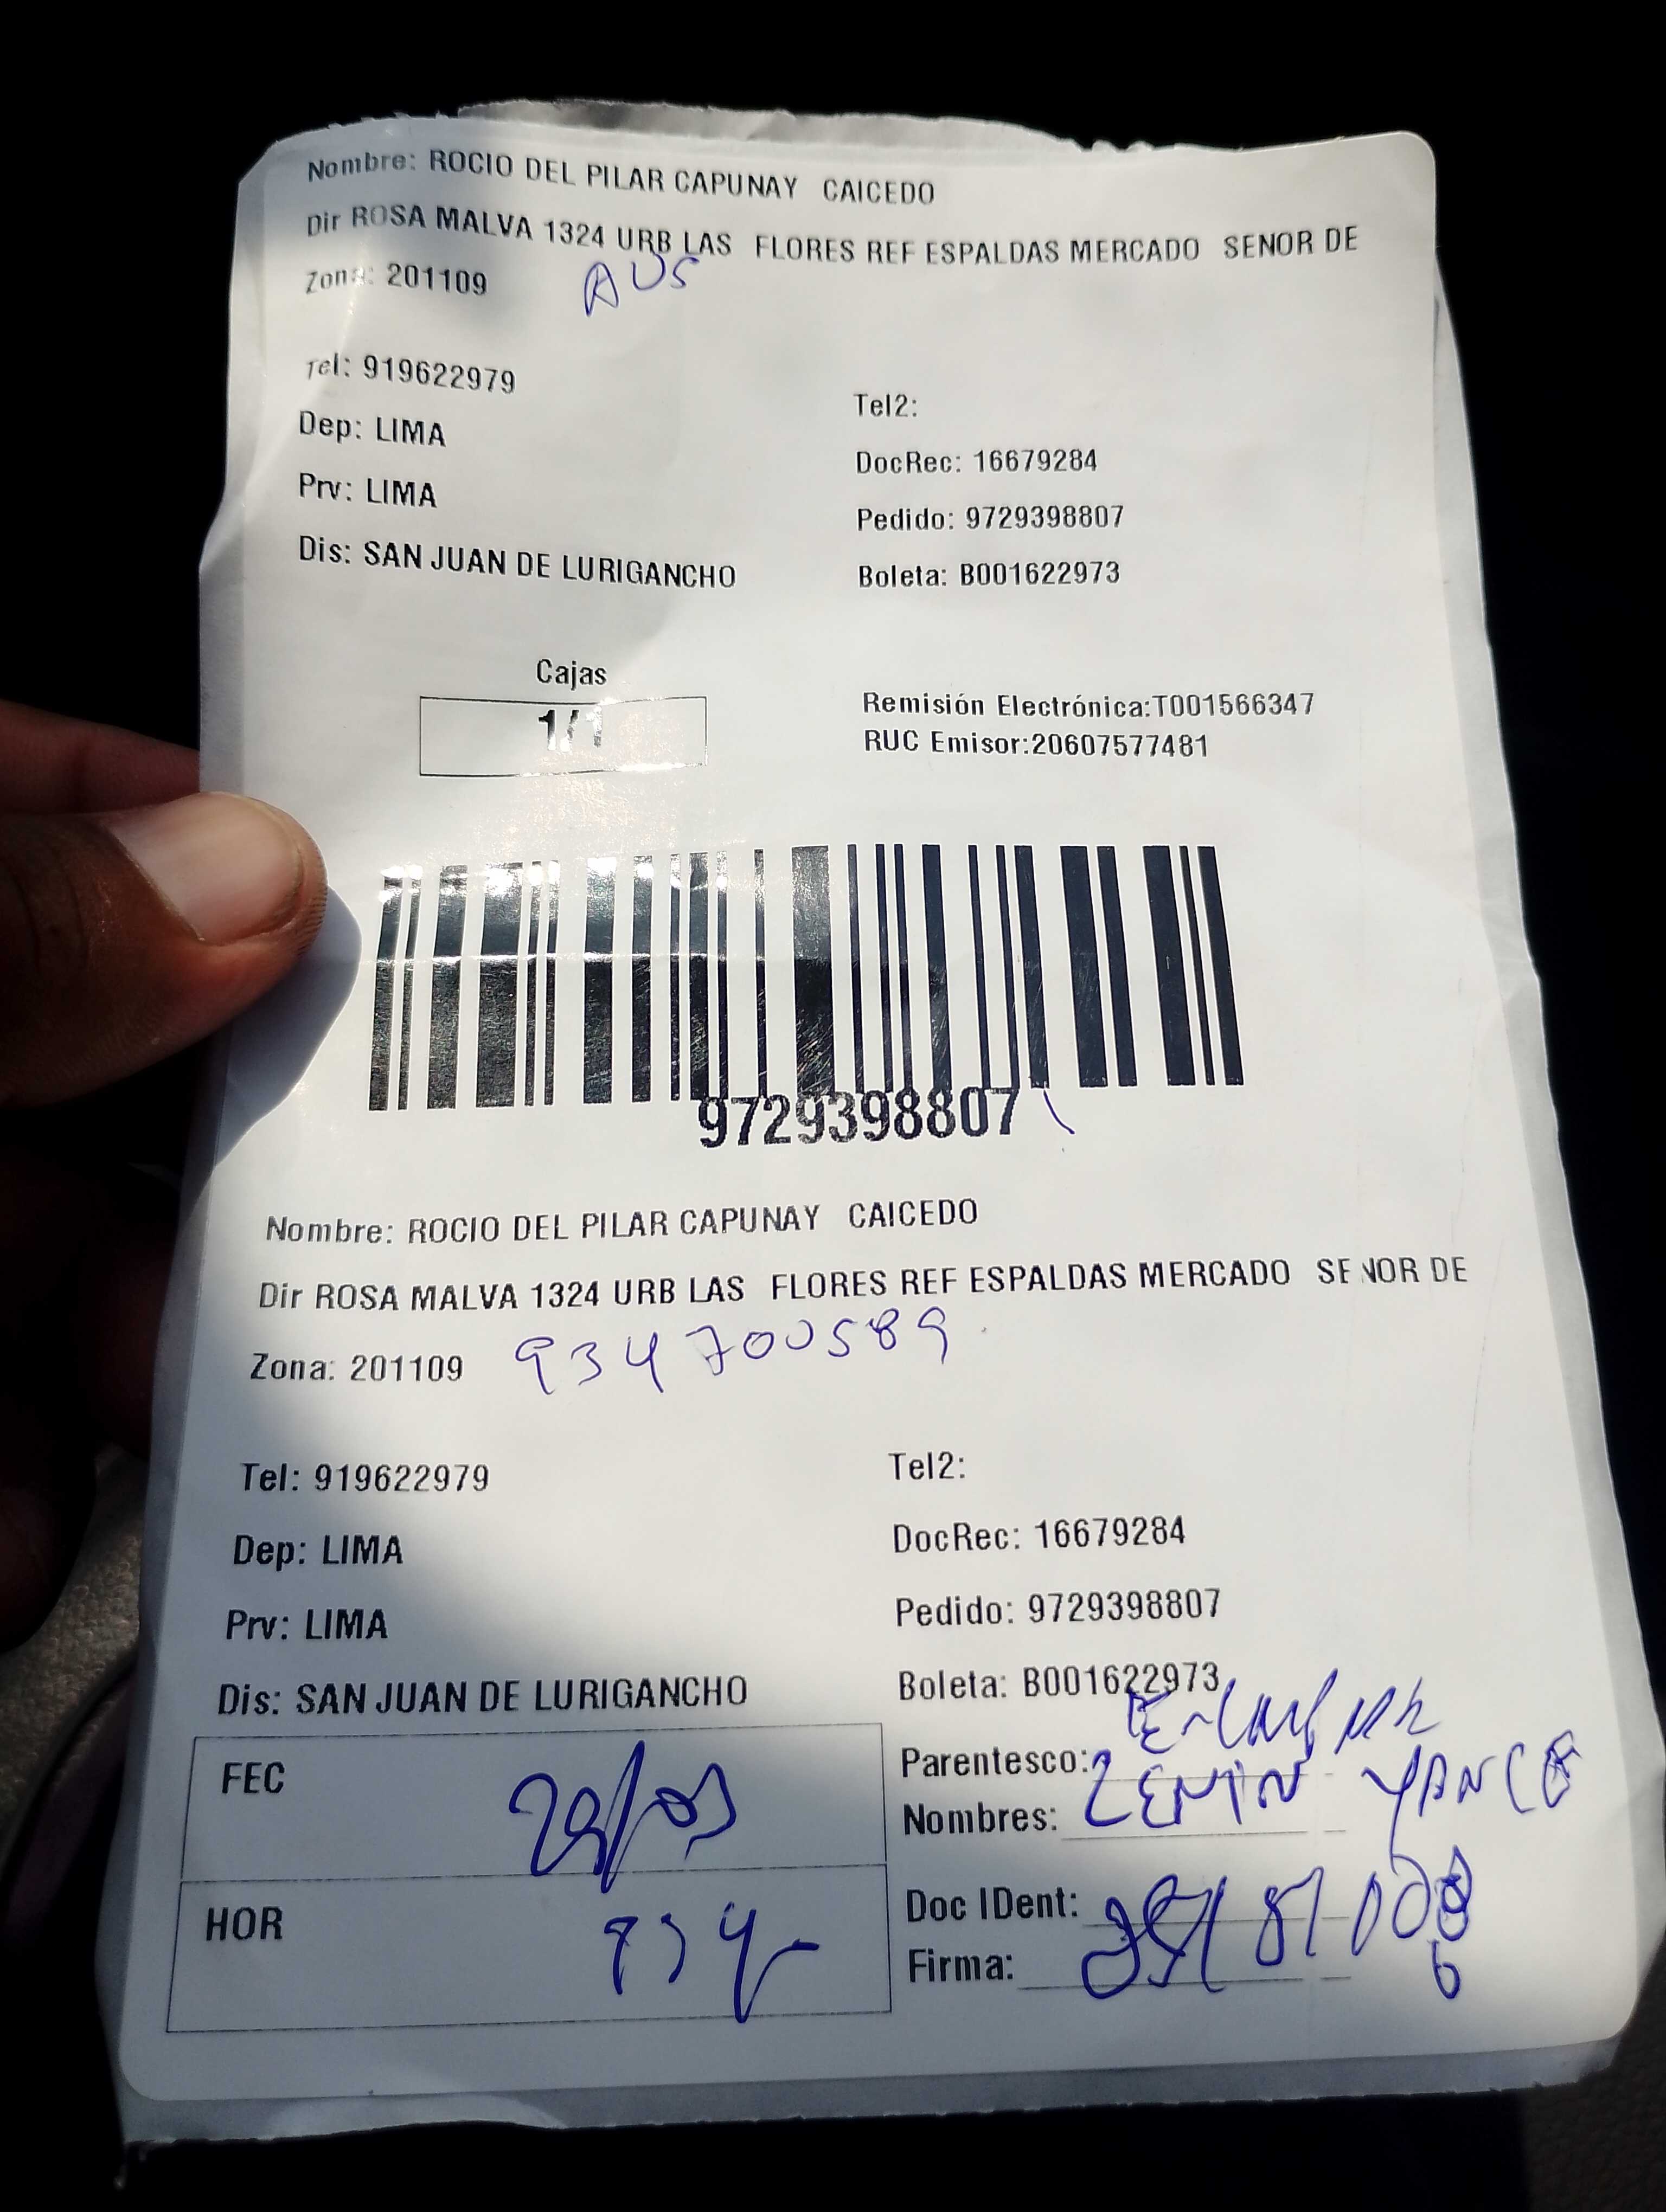 Nombre: ROCIO DEL PILAR CAPUNAY CAICEDO
Dir ROSA MALVA 1324 URB LAS FLORES REF ESPALDAS MERCADO SENOR DE
Zona: 201109 AUS
Tel: 919622979
Tel2:
Dep: LIMA
DocRec: 16679284
Prv: LIMA
Pedido: 9729398807
Dis: SAN JUAN DE LURIGANCHO
Boleta: B001622973
Cajas
1/1
Remisión Electrónica:T001566347
RUC Emisor:20607577481
9729398807
Nombre: ROCIO DEL PILAR CAPUNAY CAICEDO
Dir ROSA MALVA 1324 URB LAS FLORES REF ESPALDAS MERCADO SENOR DE
Zona: 201109 934700589
Tel: 919622979
Tel2:
Dep: LIMA
DocRec: 16679284
Prv: LIMA
Pedido: 9729398807
Dis: SAN JUAN DE LURIGANCHO
Boleta: B001622973
FEC
Parentesco:
Nombres:
HOR
Doc IDent:
Firma: